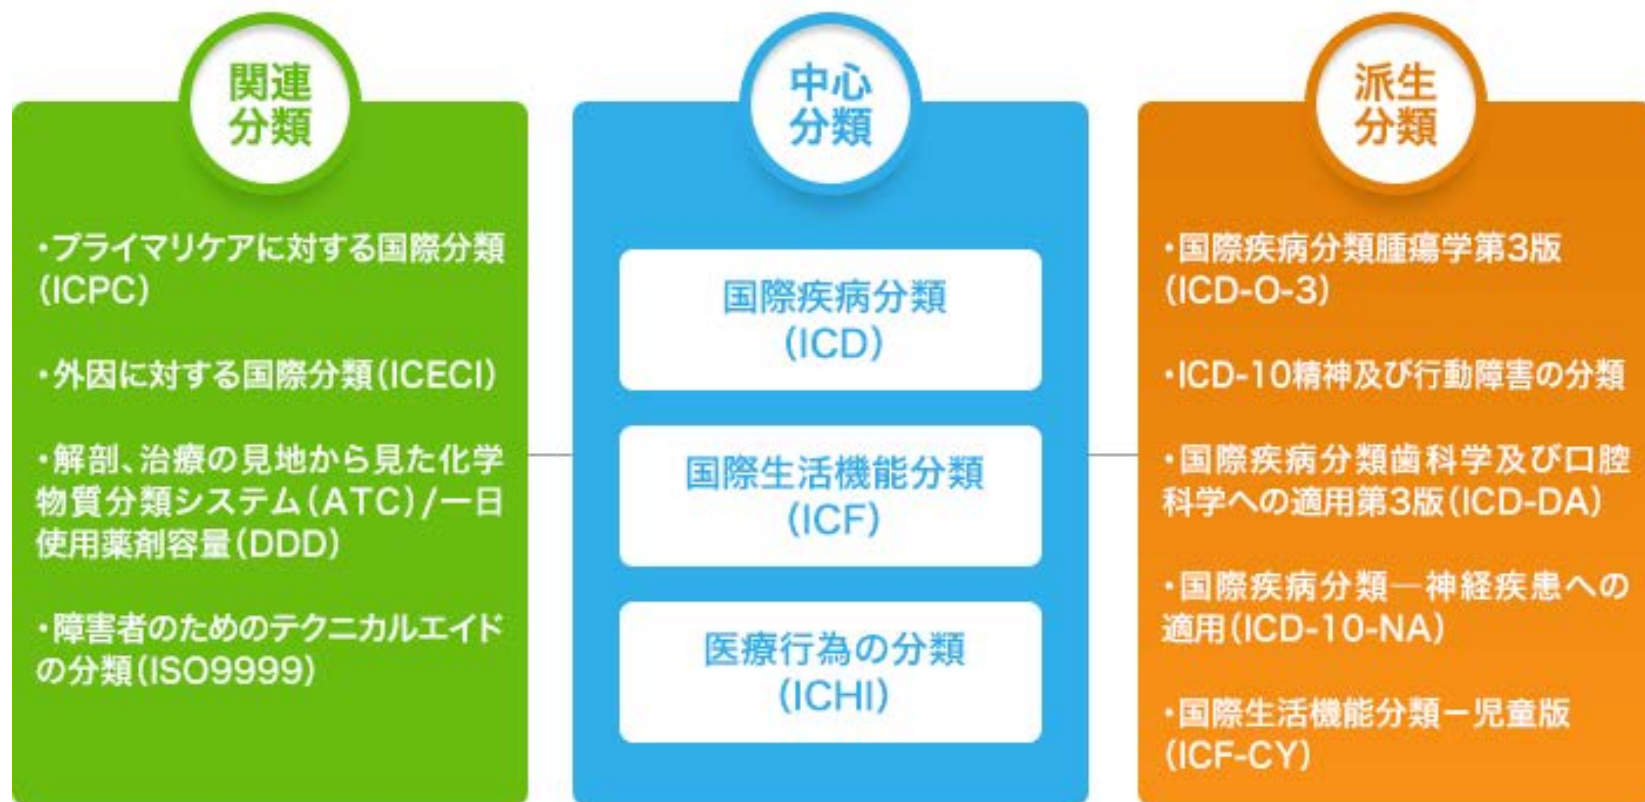 関連
分類
・プライマリケアに対する国際分類
(ICPC)
・外因に対する国際分類(ICECI)
・解剖、治療の見地から見た化学
物質分類システム(ATC)/一日
使用薬剤容量(DDD)
・障害者のためのテクニカルエイド
の分類(ISO9999)
中心
分類
国際疾病分類
(ICD)
国際生活機能分類
(ICF)
医療行為の分類
(ICHI)
派生
分類
・国際疾病分類腫瘍学第3版
(ICD-O-3)
・ICD-10精神及び行動障害の分類
・国際疾病分類歯科学及び口腔
科学への適用第3版(ICD-DA)
・国際疾病分類―神経疾患への
適用(ICD-10-NA)
・国際生活機能分類－児童版
(ICF-CY)